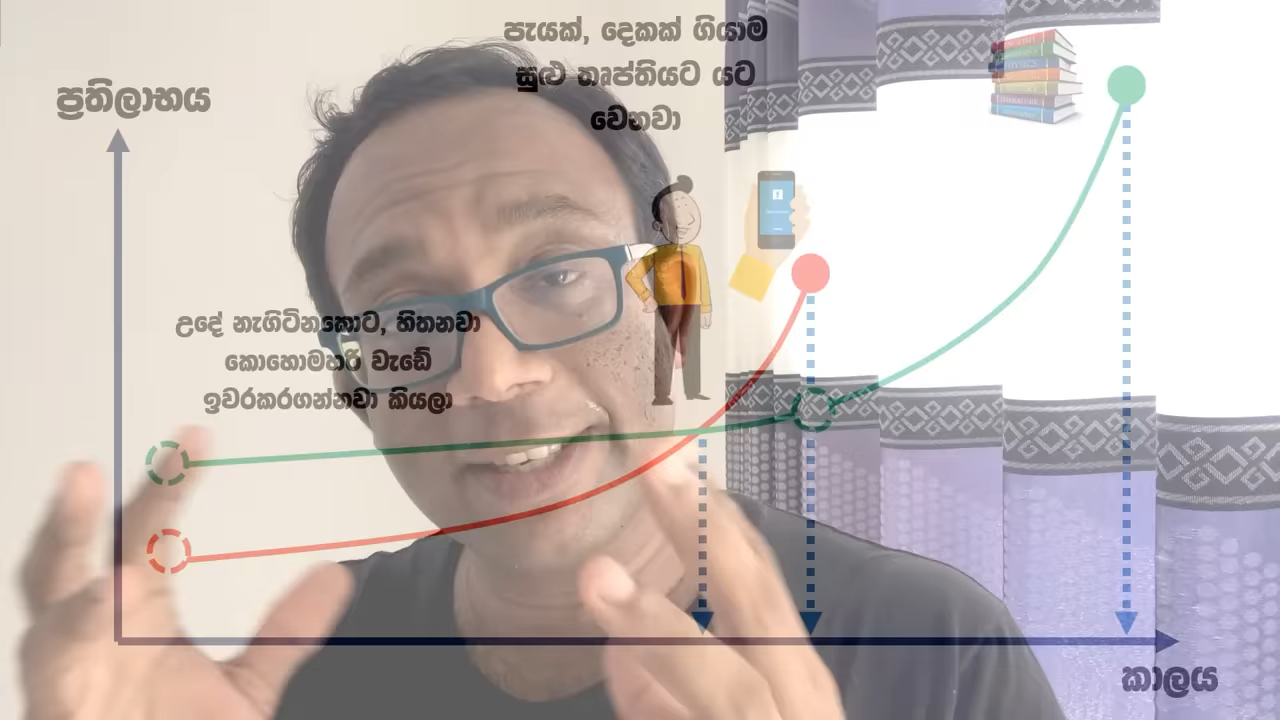 පැයක්, දෙකක් ගියාම
සුළු තෘප්තියට යට
වෙනවා
ප්‍රතිලාභය
උදේ නැගිටිනකොට, හිතනවා
කොහොමහරි වැඩේ
ඉවරකරගන්නවා කියලා
කාලය